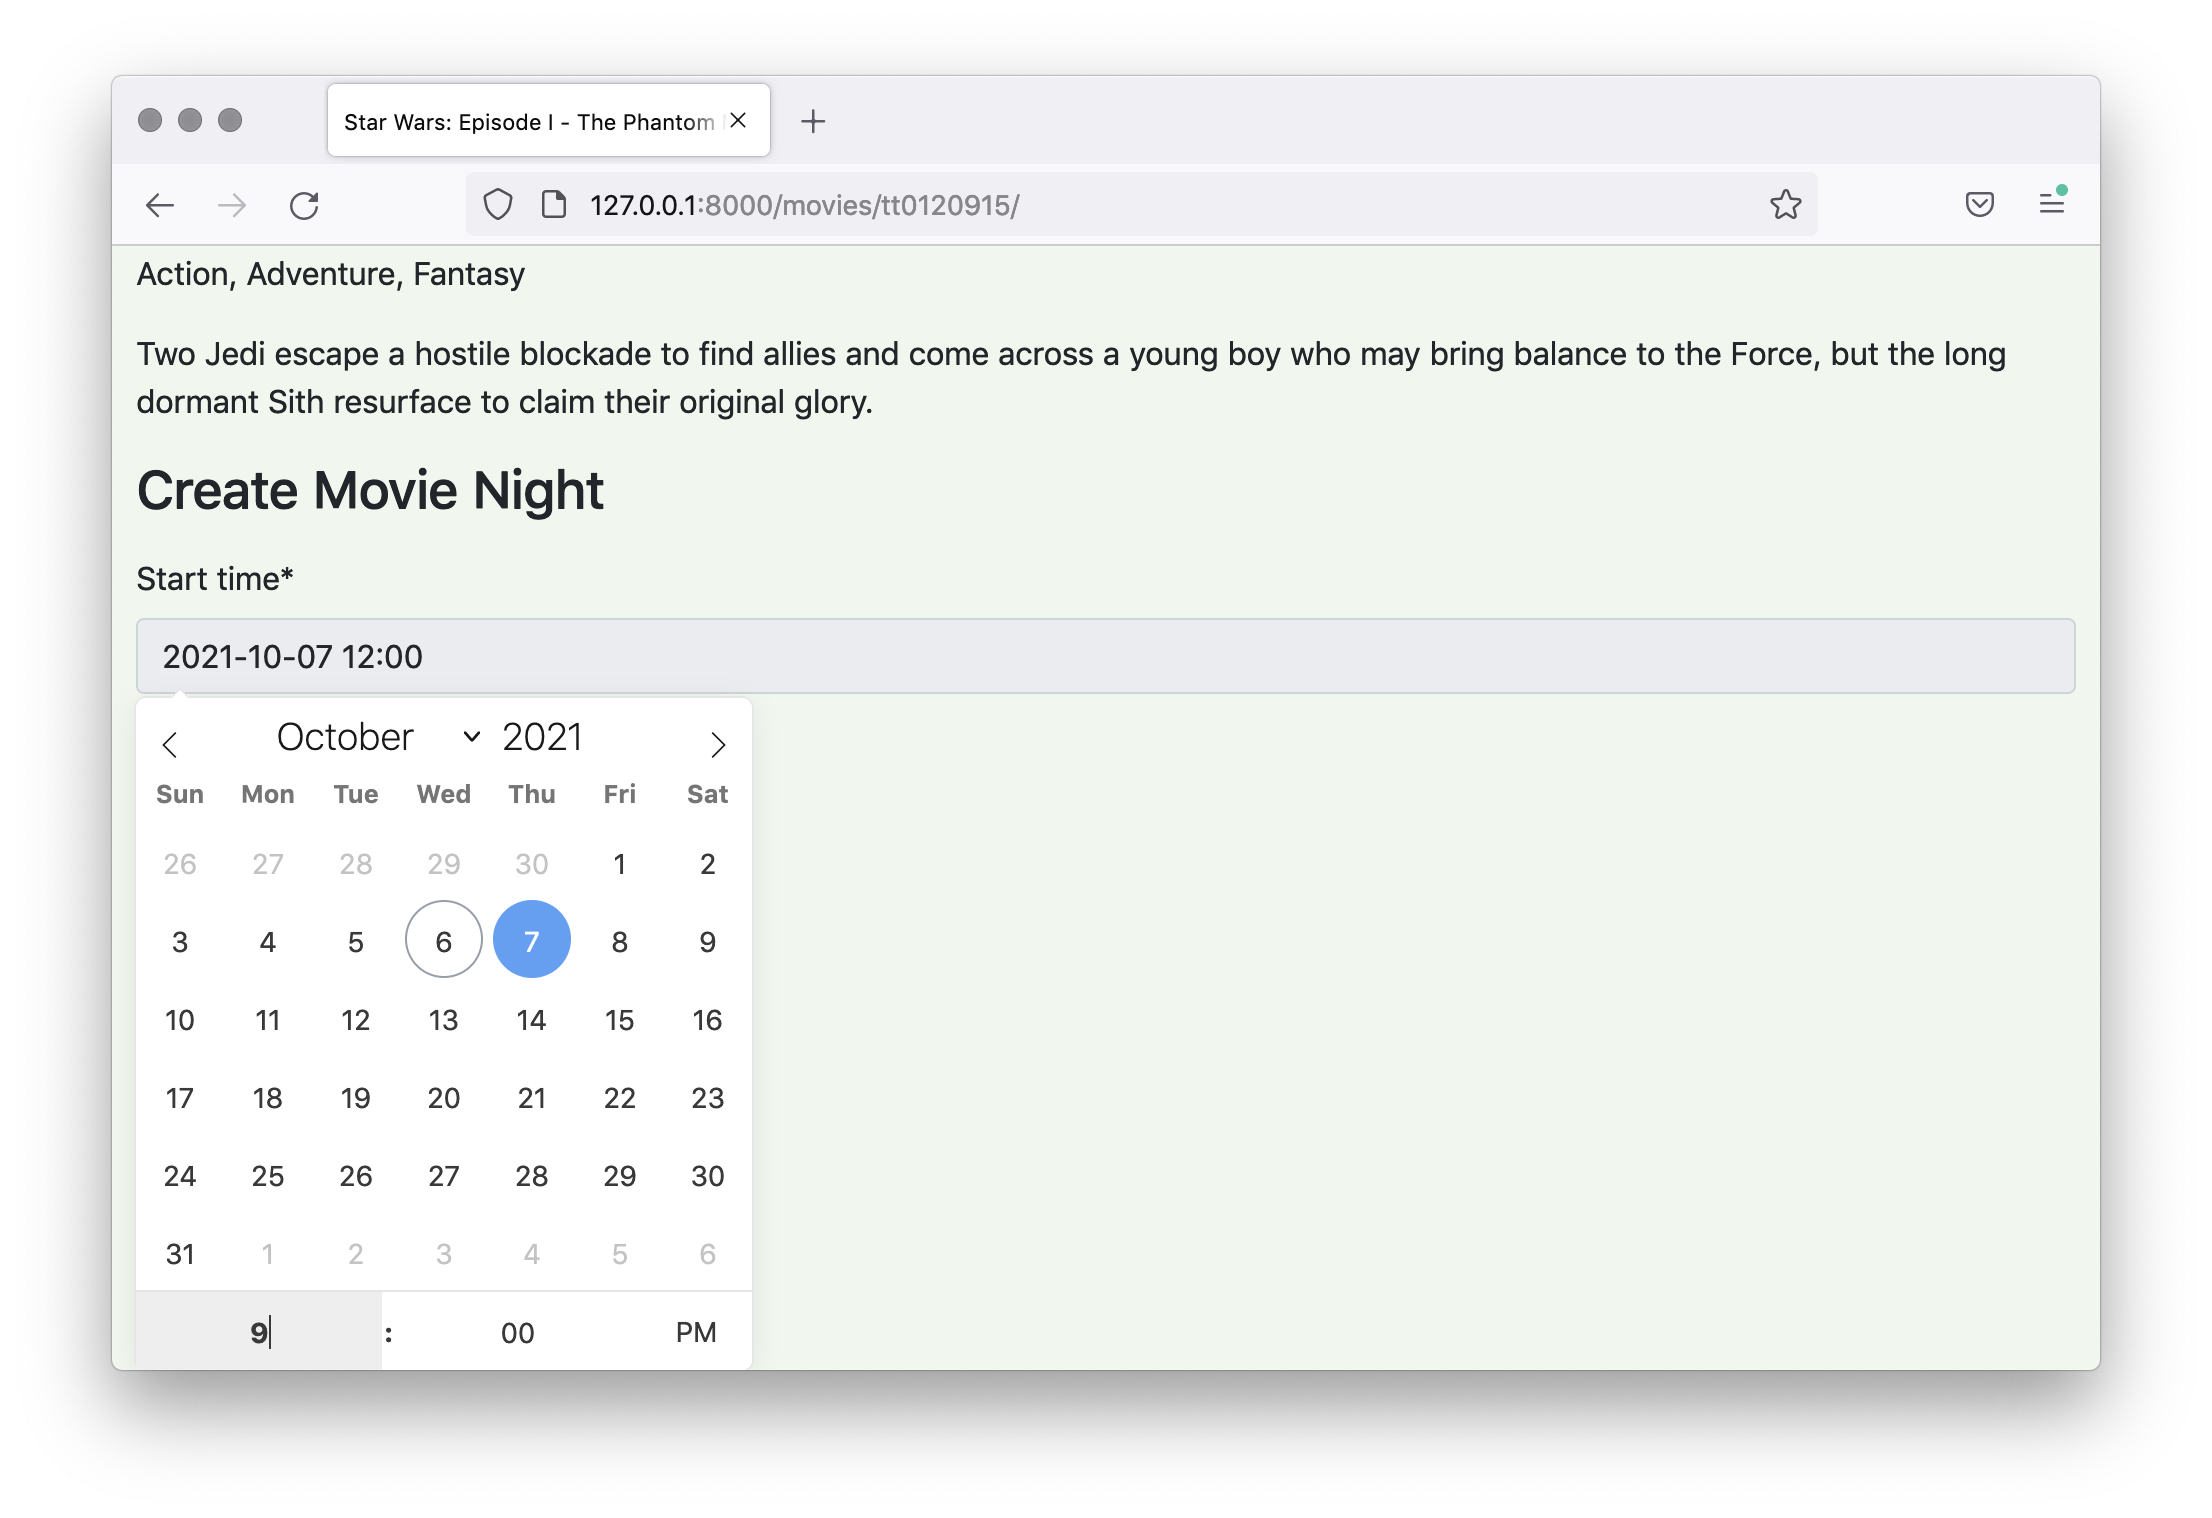 Star Wars: Episode I - The Phantom
127.0.0.1:8000/movies/tt0120915/
Action, Adventure, Fantasy
Two Jedi escape a hostile blockade to find allies and come across a young boy who may bring balance to the Force, but the long
dormant Sith resurface to claim their original glory.
Create Movie Night
Start time*
2021-10-07 12:00
October 2021
Sun Mon Tue Wed Thu Fri Sat
26 27 28 29 30 1 2
3 4 5 6 7 8 9
10 11 12 13 14 15 16
17 18 19 20 21 22 23
24 25 26 27 28 29 30
31 1 2 3 4 5 6
9 : 00 PM